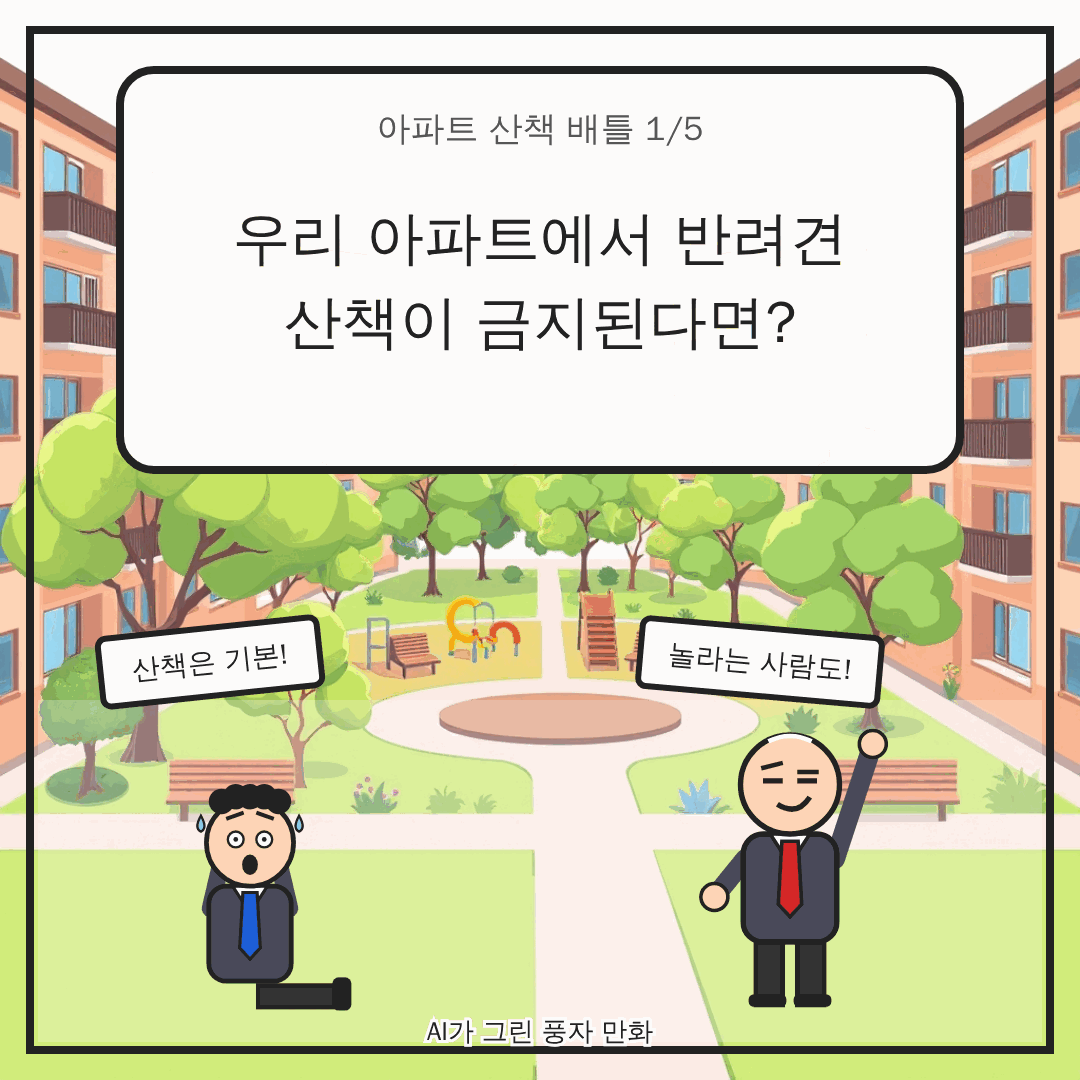 아파트 산책 배틀 1/5
우리 아파트에서 반려견
산책이 금지된다면?
산책은 기본!
놀라는 사람도!
AI가 그린 풍자 만화